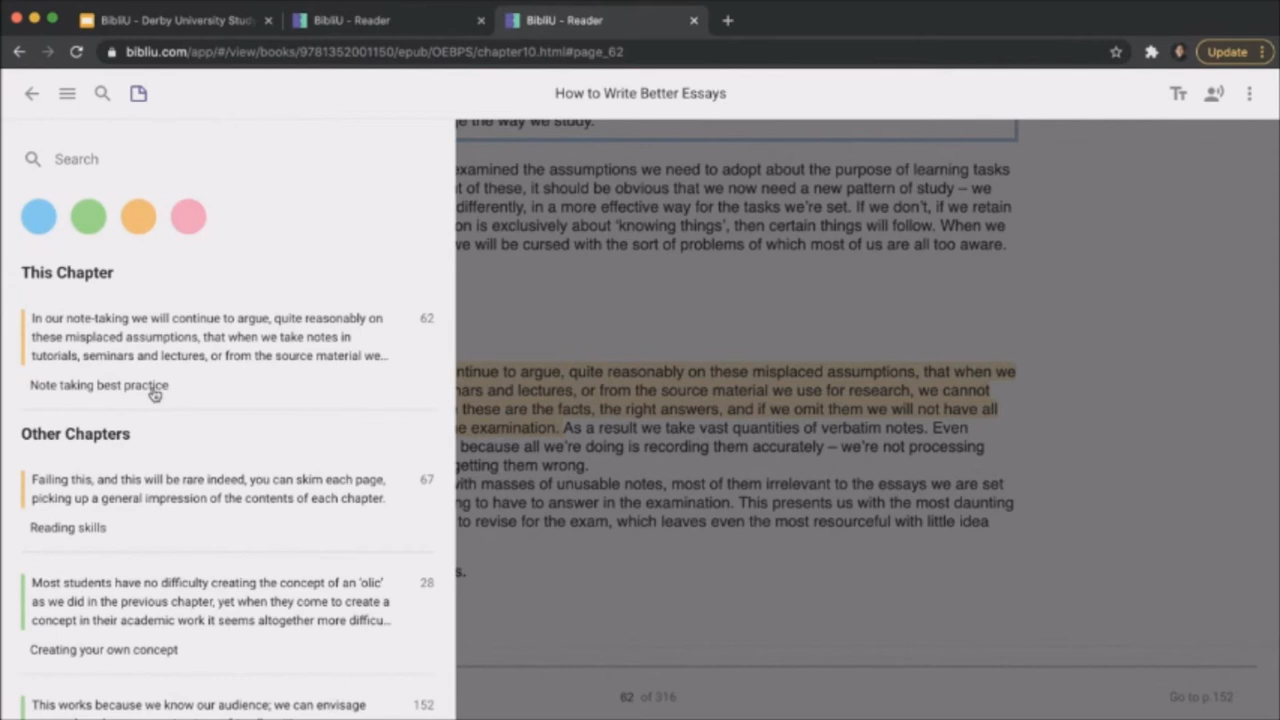 BibliU - Derby University Study
BibliU - Reader
BibliU - Reader
bibliu.com/app/#/view/books/9781352001150/epub/OEBPS/chapter10.html#page_62
Update
How to Write Better Essays
Search
This Chapter
In our note-taking we will continue to argue, quite reasonably on
these misplaced assumptions, that when we take notes in
tutorials, seminars and lectures, or from the source material we...
62
Note taking best practice
Other Chapters
Failing this, and this will be rare indeed, you can skim each page,
picking up a general impression of the contents of each chapter.
67
Reading skills
Most students have no difficulty creating the concept of an 'olic'
as we did in the previous chapter, yet when they come to create a
concept in their academic work it seems altogether more difficu...
28
Creating your own concept
This works because we know our audience; we can envisage
152
e the way we study.
examined the assumptions we need to adopt about the purpose of learning tasks
t of these, it should be obvious that we now need a new pattern of study – we
differently, in a more effective way for the tasks we're set. If we don't, if we retain
on is exclusively about 'knowing things', then certain things will follow. When we
we will be cursed with the sort of problems of which most of us are all too aware.
ntinue to argue, quite reasonably on these misplaced assumptions, that when we
nars and lectures, or from the source material we use for research, we cannot
these are the facts, the right answers, and if we omit them we will not have all
e examination. As a result we take vast quantities of verbatim notes. Even
because all we're doing is recording them accurately – we're not processing
getting them wrong.
with masses of unusable notes, most of them irrelevant to the essays we are set
ng to have to answer in the examination. This presents us with the most daunting
to revise for the exam, which leaves even the most resourceful with little idea
s.
62 of 316
Go to p.152